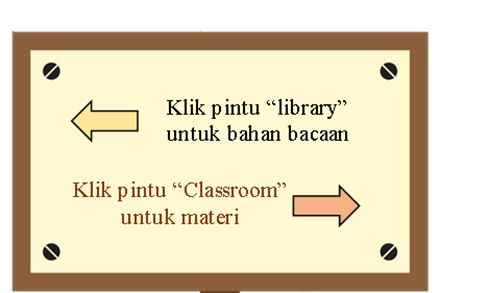 Klik pintu “library”
untuk bahan bacaan
Klik pintu “Classroom”
untuk materi